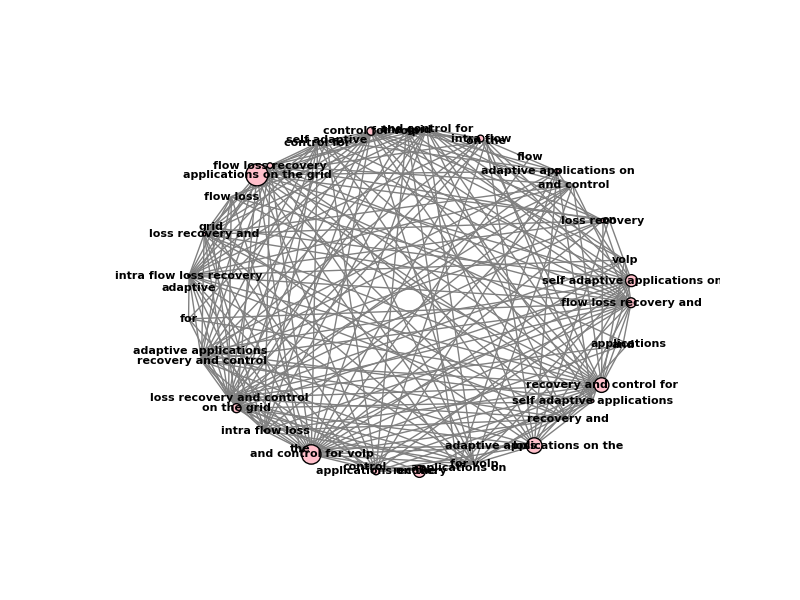 and control for
control for volp
intra flow
on the
self adaptive
control for
flow
flow loss recovery
adaptive applications on
applications on the grid
and control
flow loss
loss recovery
on
grid
loss recovery and
volp
intra flow loss recovery
self adaptive applications on
adaptive
flow loss recovery and
for
applications
and
adaptive applications
recovery and control
recovery and control for
loss recovery and control
self adaptive applications
on the grid
recovery and
intra flow loss
adaptive applications on the
loss
the
and control for volp
for volp
control
applications on
applications on the
recovery